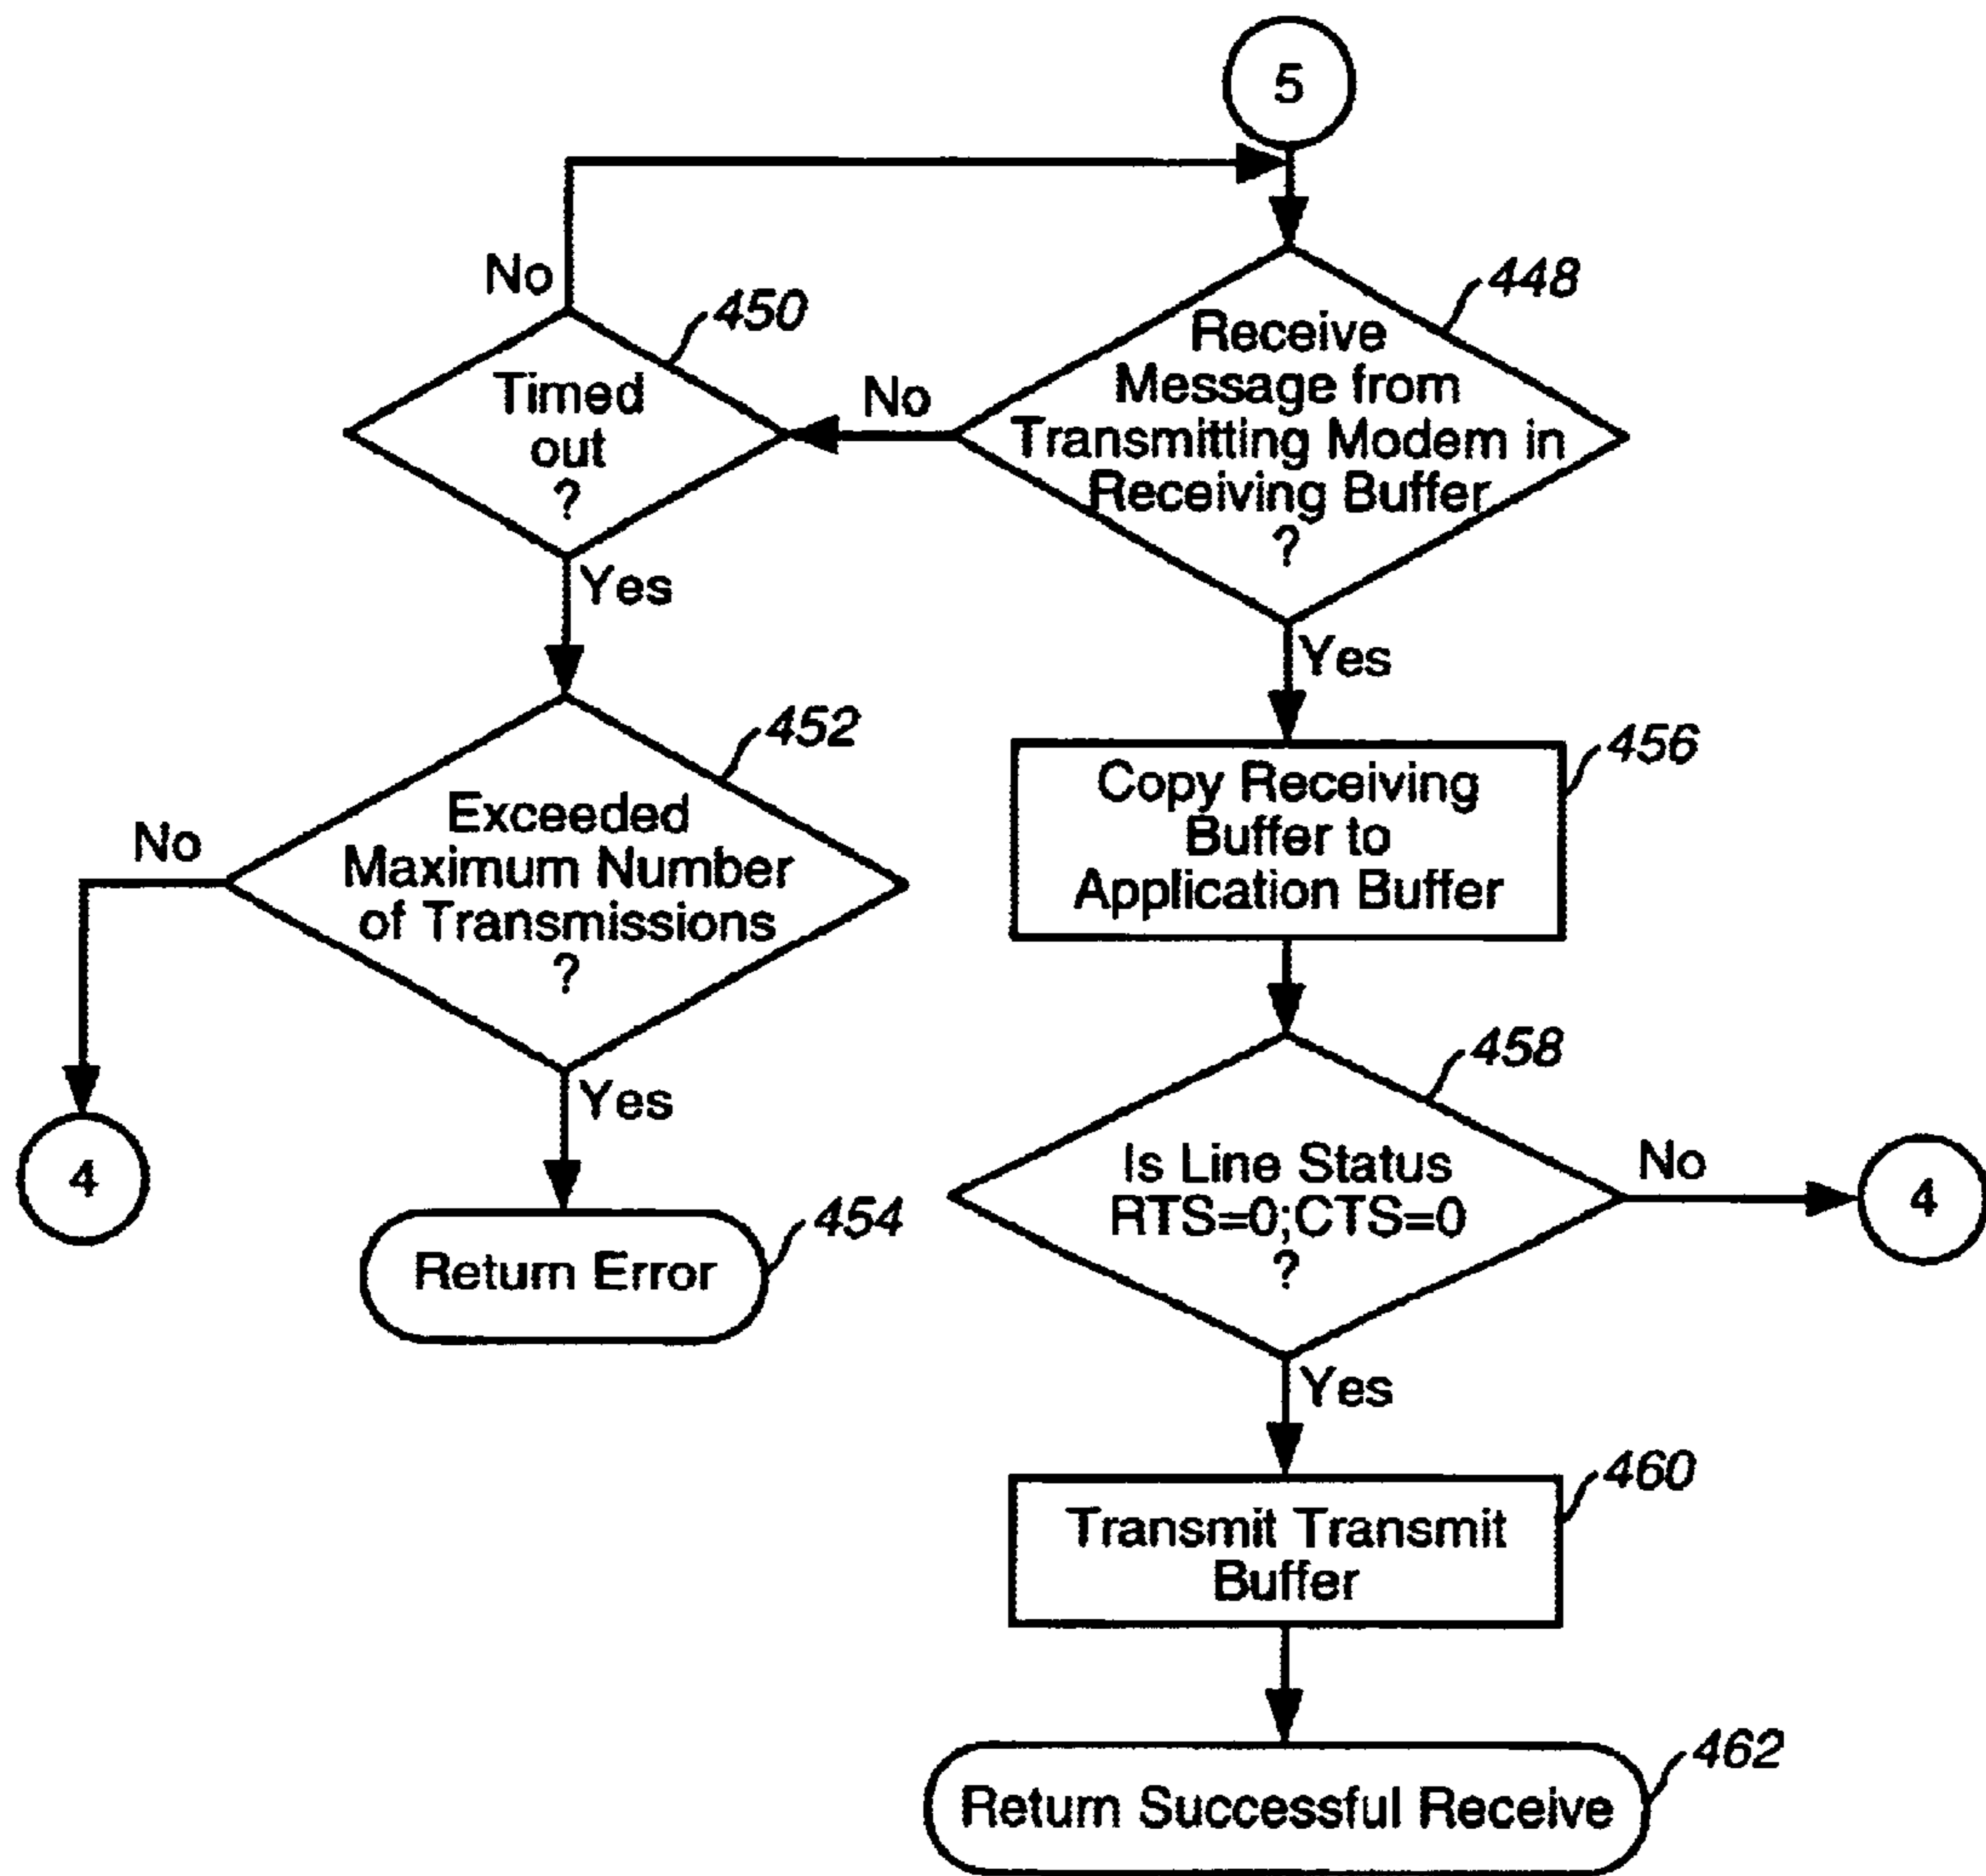 5
No
448
450
Receive
Message from
Transmitting Modem in
Receiving Buffer
?
No
Timed
out
?
Yes
Yes
452
456
Exceeded
Maximum Number
of Transmissions
?
No
Copy Receiving
Buffer to
Application Buffer
Yes
4
458
Is Line Status
RTS=0;CTS=0
?
No
4
454
Return Error
Yes
460
Transmit Transmit
Buffer
462
Return Successful Receive